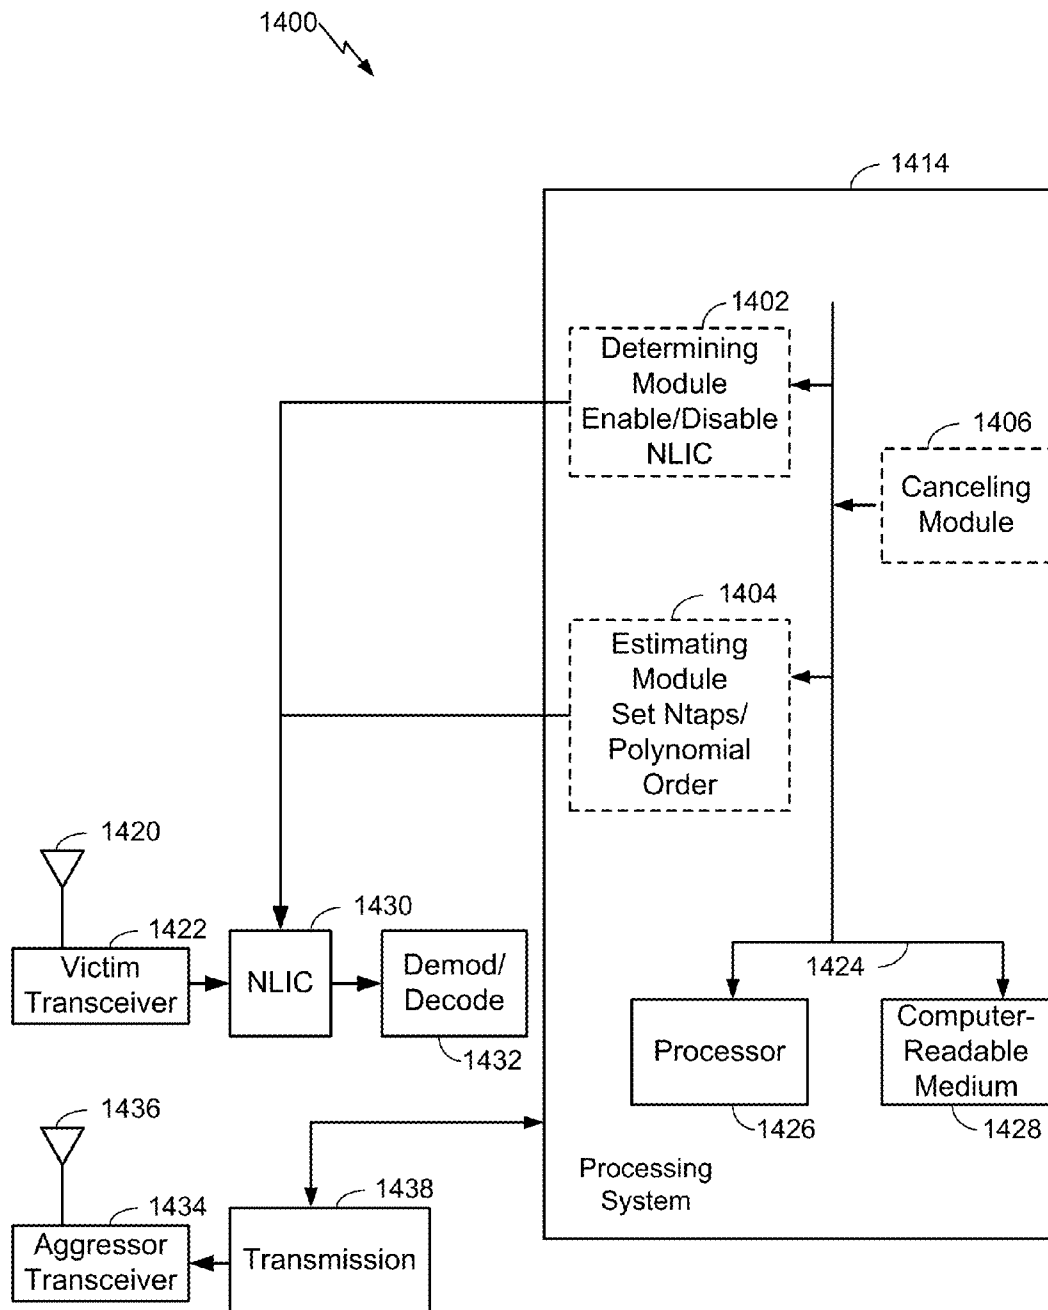 1400
1414
1402
Determining
Module
Enable/Disable
NLIC
1406
Canceling
Module
1404
Estimating
Module
Set Ntaps/
Polynomial
Order
1420
1422
Victim
Transceiver
1430
NLIC
Demod/
Decode
1432
1424
Processor
1426
Computer-
Readable
Medium
1428
Processing
System
1436
1434
Aggressor
Transceiver
1438
Transmission